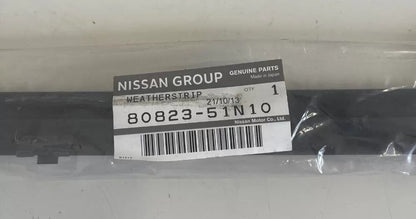 NISSAN GROUP GENUINE PARTS
Made in Japan
WEATHERSTRIP QTY 1
21/10/13
80823-51N10
Nissan Motor Co., Ltd.